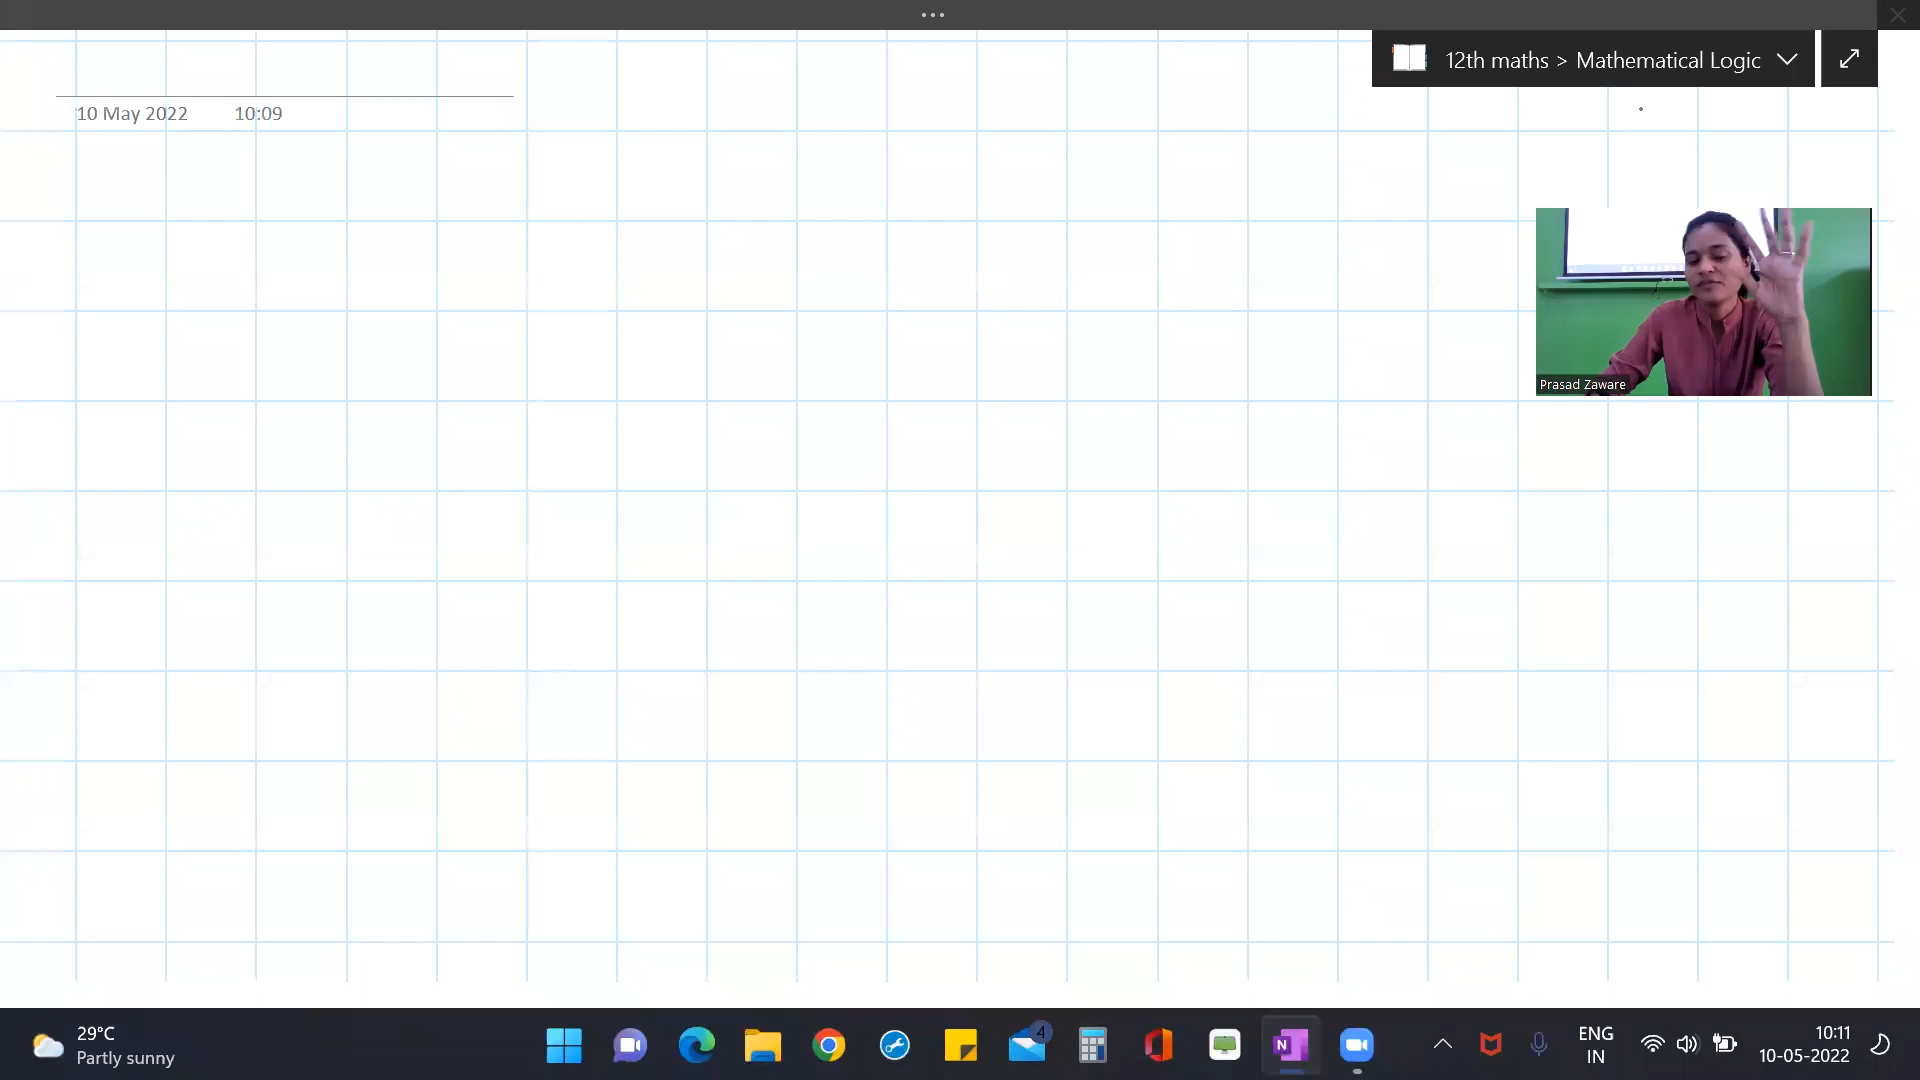 12th maths > Mathematical Logic
10 May 2022 10:09
Prasad Zaware
29°C
Partly sunny
4
N
ENG
IN
10:11
10-05-2022